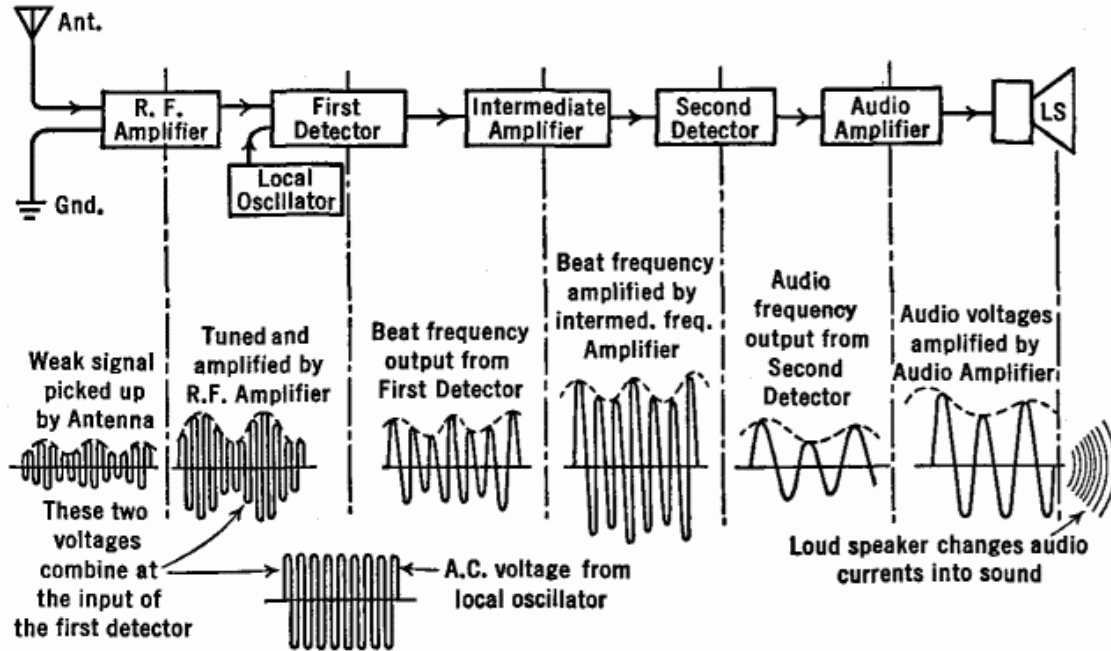 Ant.
R. F.
Amplifier
First
Detector
Intermediate
Amplifier
Second
Detector
Audio
Amplifier
LS
Local
Oscillator
Gnd.
Weak signal
picked up
by Antenna
Tuned and
amplified by
R.F. Amplifier
Beat frequency
output from
First Detector
Beat frequency
amplified by
intermed. freq.
Amplifier
Audio
frequency
output from
Second
Detector
Audio voltages
amplified by
Audio Amplifier
These two
voltages
combine at
the input of
the first detector
A.C. voltage from
local oscillator
Loud speaker changes audio
currents into sound